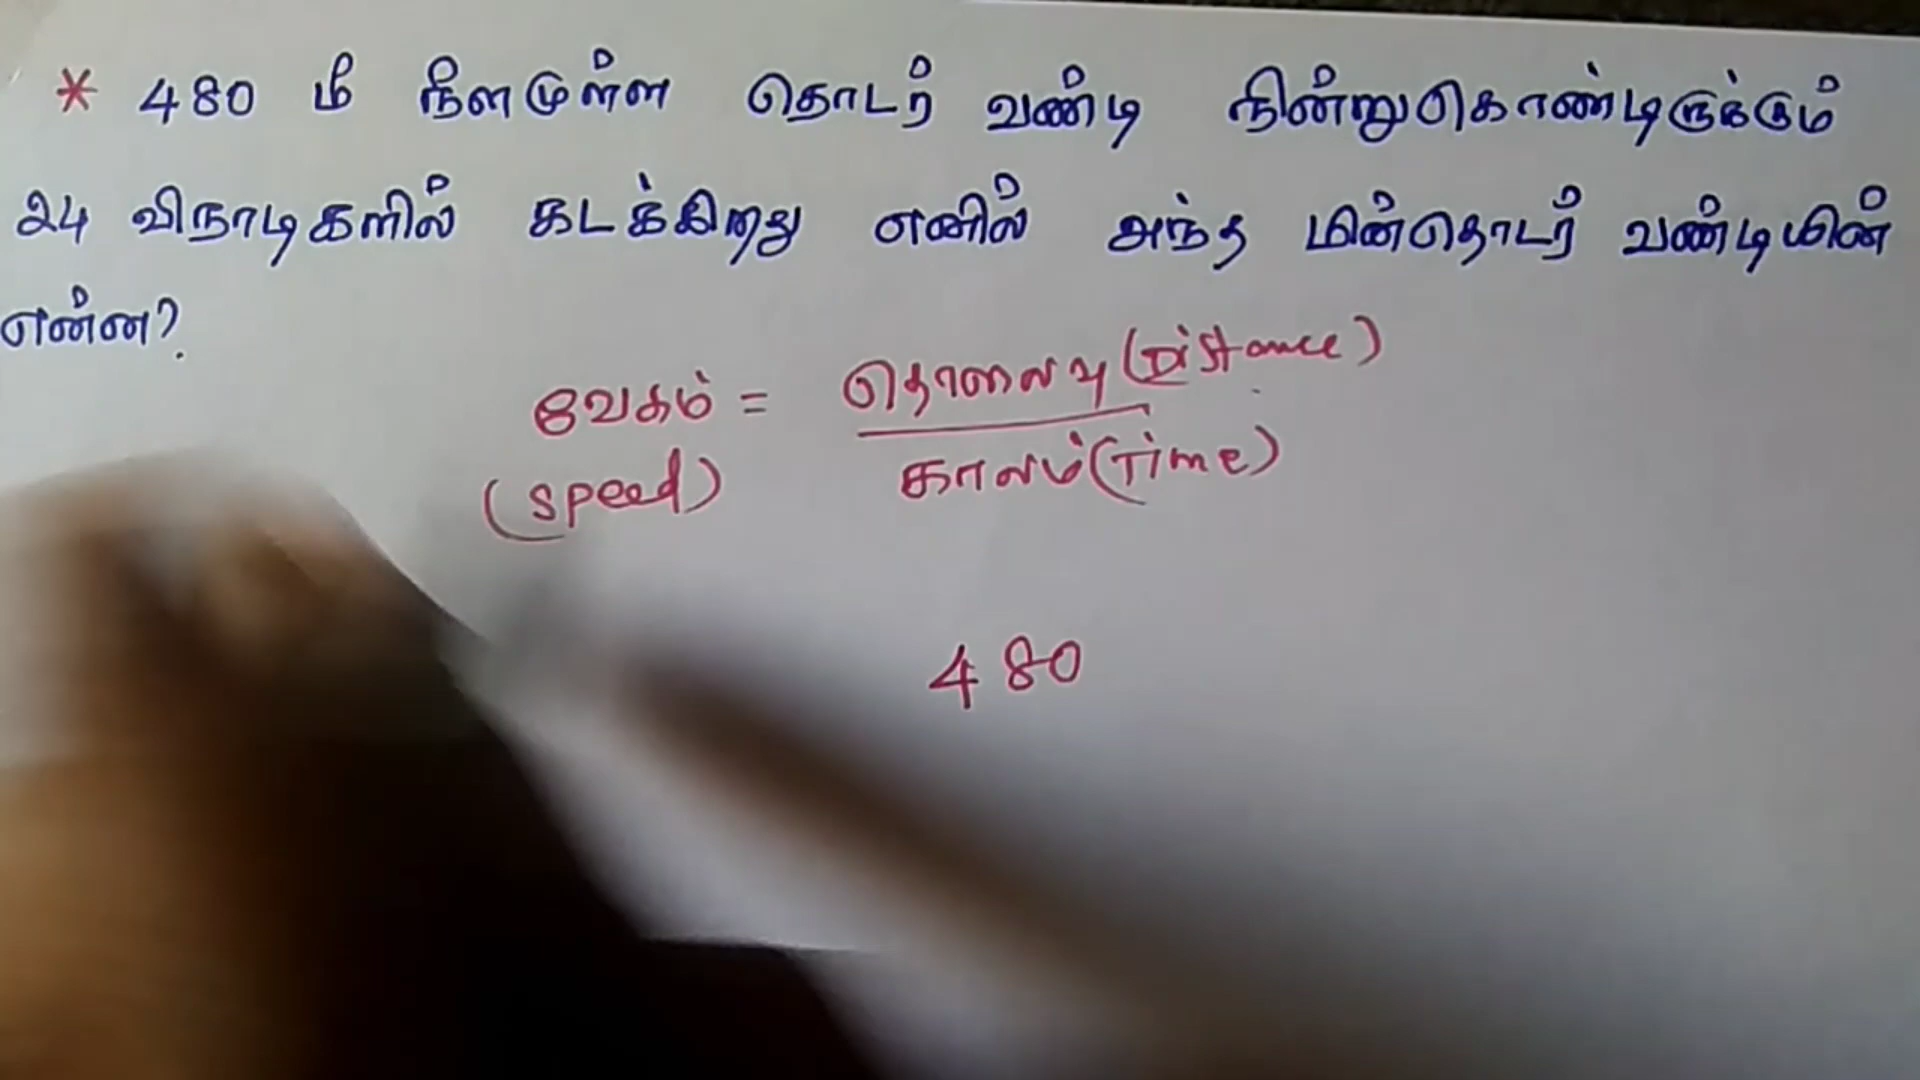 * 480 மீ நீளமுள்ள தொடர் வண்டி நின்றுகொண்டிருக்கும்
24 விநாடிகளில் கடக்கிறது எனில் அந்த மின்தொடர் வண்டியின்
என்ன?
வேகம் = தொலைவு (Distance)
(speed) காலம் (Time)
480